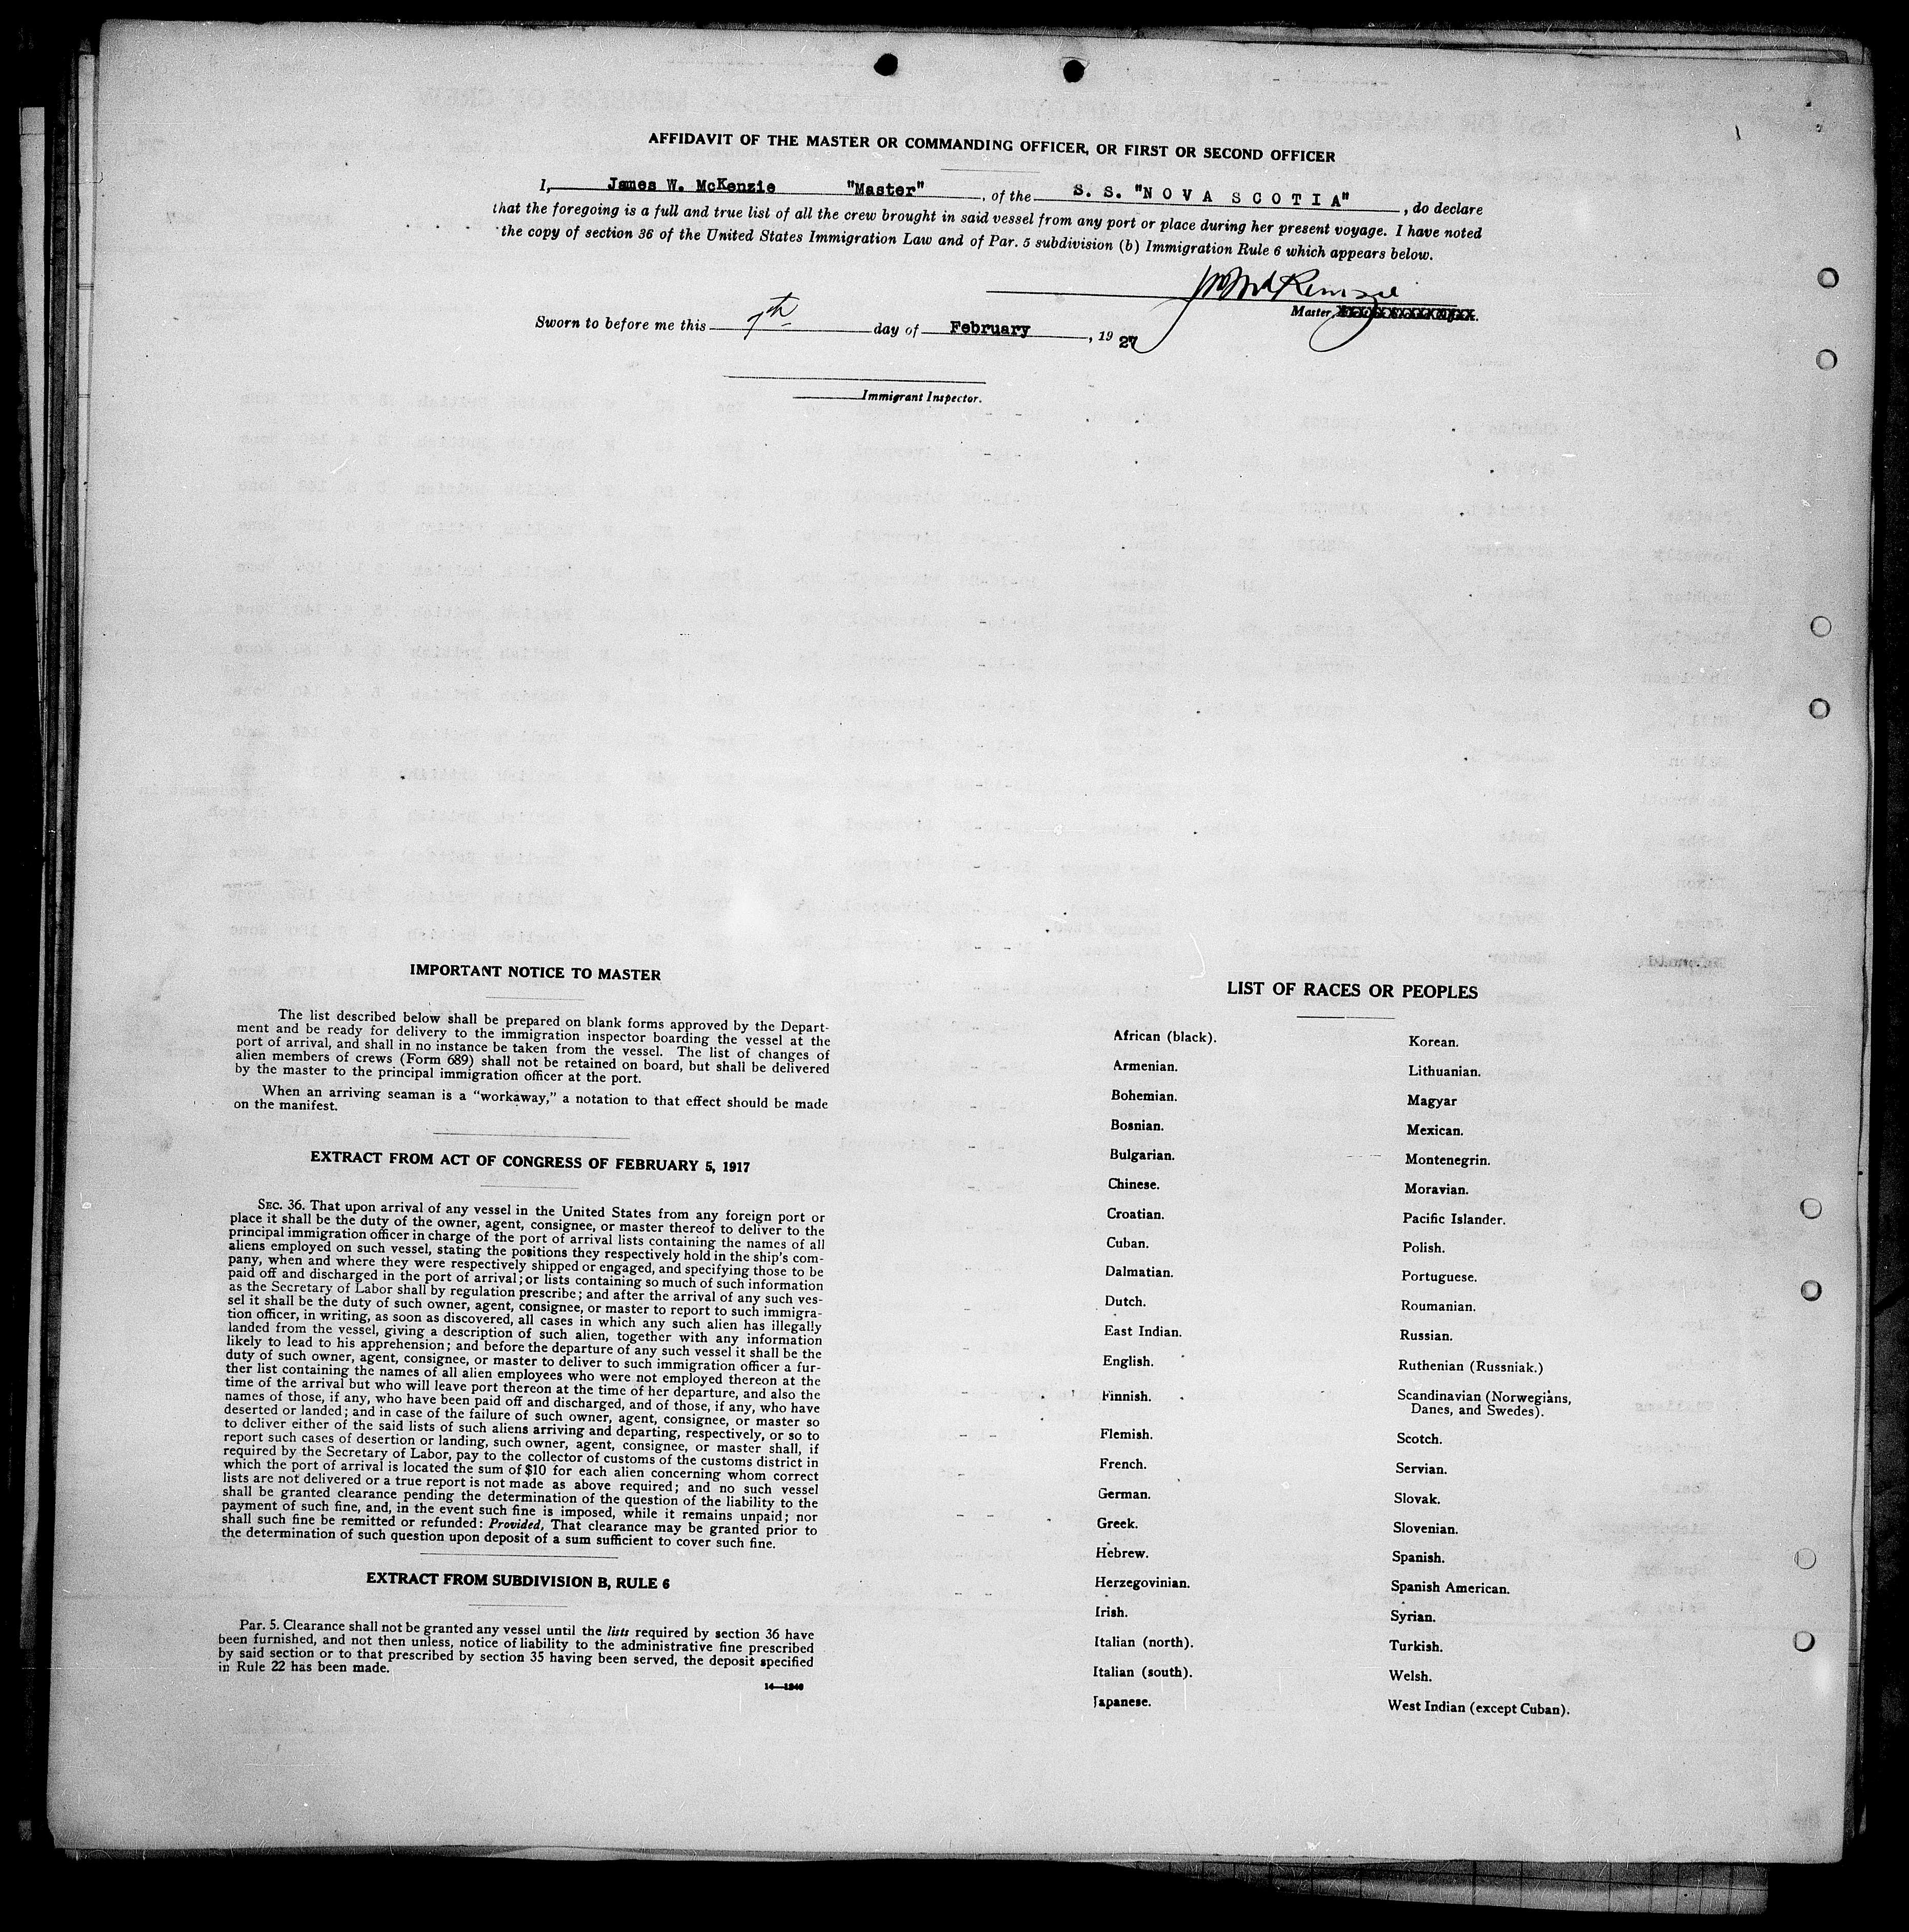 AFFIDAVIT OF THE MASTER OR COMMANDING OFFICER, OR FIRST OR SECOND OFFICER
I, James W. McKenzie "Master", of the S. S. "NOVA SCOTIA", do declare
that the foregoing is a full and true list of all the crew brought in said vessel from any port or place during her present voyage. I have noted
the copy of section 36 of the United States Immigration Law and of Par. 5 subdivision (b) Immigration Rule 6 which appears below.
JWMcKenzie
Master,
Sworn to before me this 7th day of February, 19 27
Immigrant Inspector.
IMPORTANT NOTICE TO MASTER
The list described below shall be prepared on blank forms approved by the Depart-
ment and be ready for delivery to the immigration inspector boarding the vessel at the
port of arrival, and shall in no instance be taken from the vessel. The list of changes of
alien members of crews (Form 689) shall not be retained on board, but shall be delivered
by the master to the principal immigration officer at the port.
When an arriving seaman is a "workaway," a notation to that effect should be made
on the manifest.
EXTRACT FROM ACT OF CONGRESS OF FEBRUARY 5, 1917
SEC. 36. That upon arrival of any vessel in the United States from any foreign port or
place it shall be the duty of the owner, agent, consignee, or master thereof to deliver to the
principal immigration officer in charge of the port of arrival lists containing the names of all
aliens employed on such vessel, stating the positions they respectively hold in the ship's com-
pany, when and where they were respectively shipped or engaged, and specifying those to be
paid off and discharged in the port of arrival; or lists containing so much of such information
as the Secretary of Labor shall by regulation prescribe; and after the arrival of any such ves-
sel it shall be the duty of such owner, agent, consignee, or master to report to such immigra-
tion officer, in writing, as soon as discovered, all cases in which any such alien has illegally
landed from the vessel, giving a description of such alien, together with any information
likely to lead to his apprehension; and before the departure of any such vessel it shall be the
duty of such owner, agent, consignee, or master to deliver to such immigration officer a fur-
ther list containing the names of all alien employees who were not employed thereon at the
time of the arrival but who will leave port thereon at the time of her departure, and also the
names of those, if any, who have been paid off and discharged, and of those, if any, who have
deserted or landed; and in case of the failure of such owner, agent, consignee, or master so
to deliver either of the said lists of such aliens arriving and departing, respectively, or so to
report such cases of desertion or landing, such owner, agent, consignee, or master shall, if
required by the Secretary of Labor, pay to the collector of customs of the customs district in
which the port of arrival is located the sum of $10 for each alien concerning whom correct
lists are not delivered or a true report is not made as above required; and no such vessel
shall be granted clearance pending the determination of the question of the liability to the
payment of such fine, and, in the event such fine is imposed, while it remains unpaid; nor
shall such fine be remitted or refunded: Provided, That clearance may be granted prior to
the determination of such question upon deposit of a sum sufficient to cover such fine.
EXTRACT FROM SUBDIVISION B, RULE 6
Par. 5. Clearance shall not be granted any vessel until the lists required by section 36 have
been furnished, and not then unless, notice of liability to the administrative fine prescribed
by said section or to that prescribed by section 35 having been served, the deposit specified
in Rule 22 has been made.
14—1246
LIST OF RACES OR PEOPLES
African (black).
Armenian.
Bohemian.
Bosnian.
Bulgarian.
Chinese.
Croatian.
Cuban.
Dalmatian.
Dutch.
East Indian.
English.
Finnish.
Flemish.
French.
German.
Greek.
Hebrew.
Herzegovinian.
Irish.
Italian (north).
Italian (south).
Japanese.
Korean.
Lithuanian.
Magyar
Mexican.
Montenegrin.
Moravian.
Pacific Islander.
Polish.
Portuguese.
Roumanian.
Russian.
Ruthenian (Russniak.)
Scandinavian (Norwegians,
Danes, and Swedes).
Scotch.
Servian.
Slovak.
Slovenian.
Spanish.
Spanish American.
Syrian.
Turkish.
Welsh.
West Indian (except Cuban).